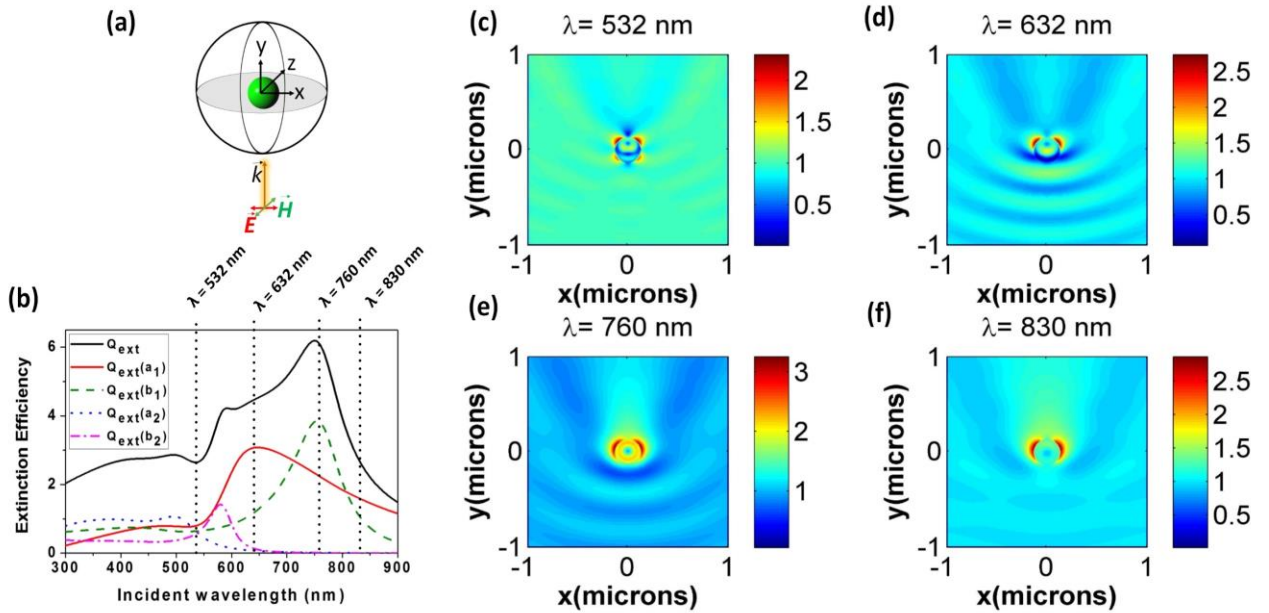 (a)
y
z
x
k
E
H
(b)
λ = 532 nm
λ = 632 nm
λ = 760 nm
λ = 830 nm
Extinction Efficiency
6
4
2
0
Qext
Qext(a1)
Qext(b1)
Qext(a2)
Qext(b2)
300 400 500 600 700 800 900
Incident wavelength (nm)
(c)
λ= 532 nm
y(microns)
1
0
-1
-1 0 1
x(microns)
2
1.5
1
0.5
(d)
λ= 632 nm
y(microns)
1
0
-1
-1 0 1
x(microns)
2.5
2
1.5
1
0.5
(e)
λ= 760 nm
y(microns)
1
0
-1
-1 0 1
x(microns)
3
2
1
(f)
λ= 830 nm
y(microns)
1
0
-1
-1 0 1
x(microns)
2.5
2
1.5
1
0.5